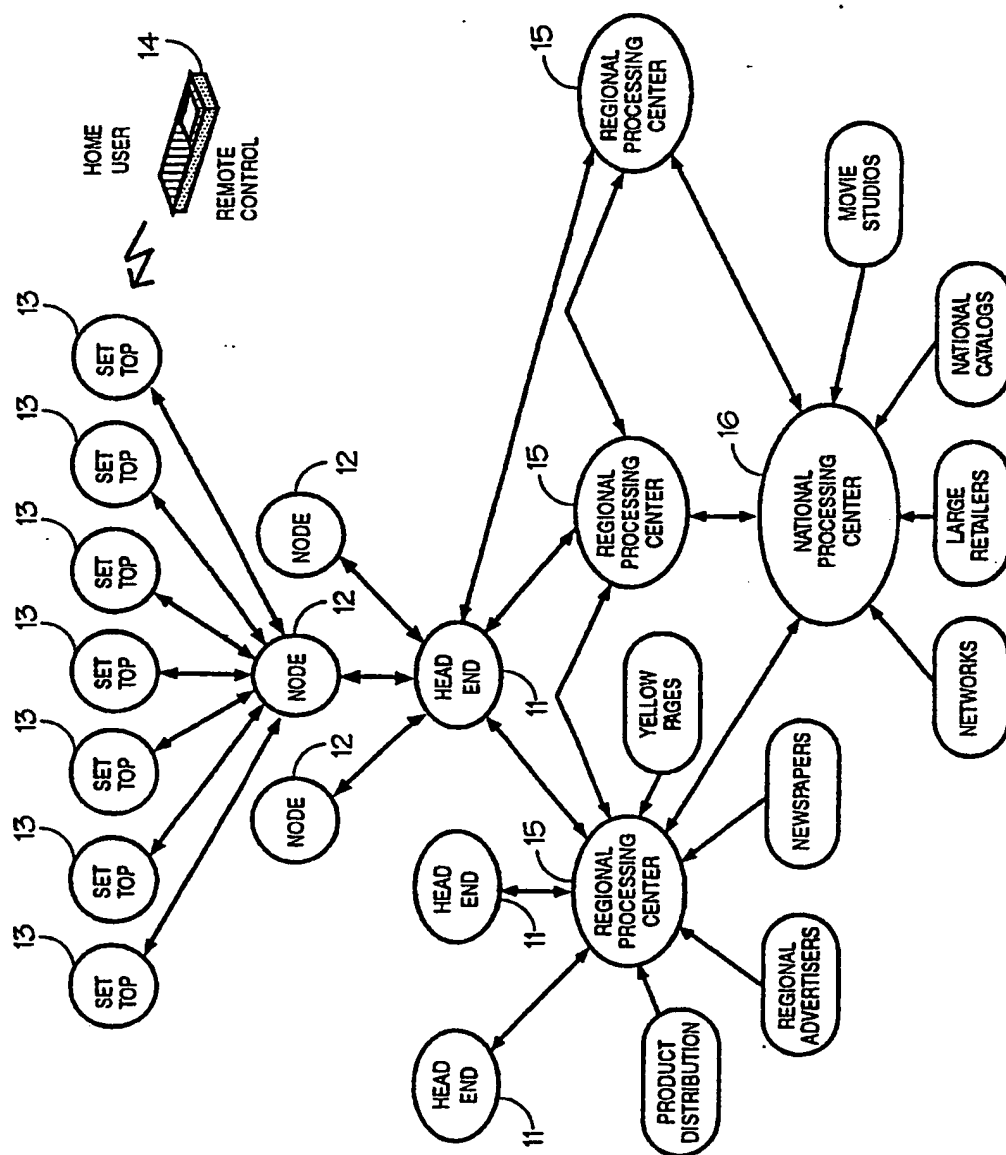 HOME
USER
14
REMOTE
CONTROL
13
SET
TOP
13
SET
TOP
13
SET
TOP
13
SET
TOP
13
SET
TOP
13
SET
TOP
13
SET
TOP
12
NODE
12
NODE
12
NODE
HEAD
END
11
HEAD
END
11
HEAD
END
11
15
REGIONAL
PROCESSING
CENTER
15
REGIONAL
PROCESSING
CENTER
15
REGIONAL
PROCESSING
CENTER
YELLOW
PAGES
NEWSPAPERS
REGIONAL
ADVERTISERS
PRODUCT
DISTRIBUTION
16
NATIONAL
PROCESSING
CENTER
NETWORKS
LARGE
RETAILERS
NATIONAL
CATALOGS
MOVIE
STUDIOS